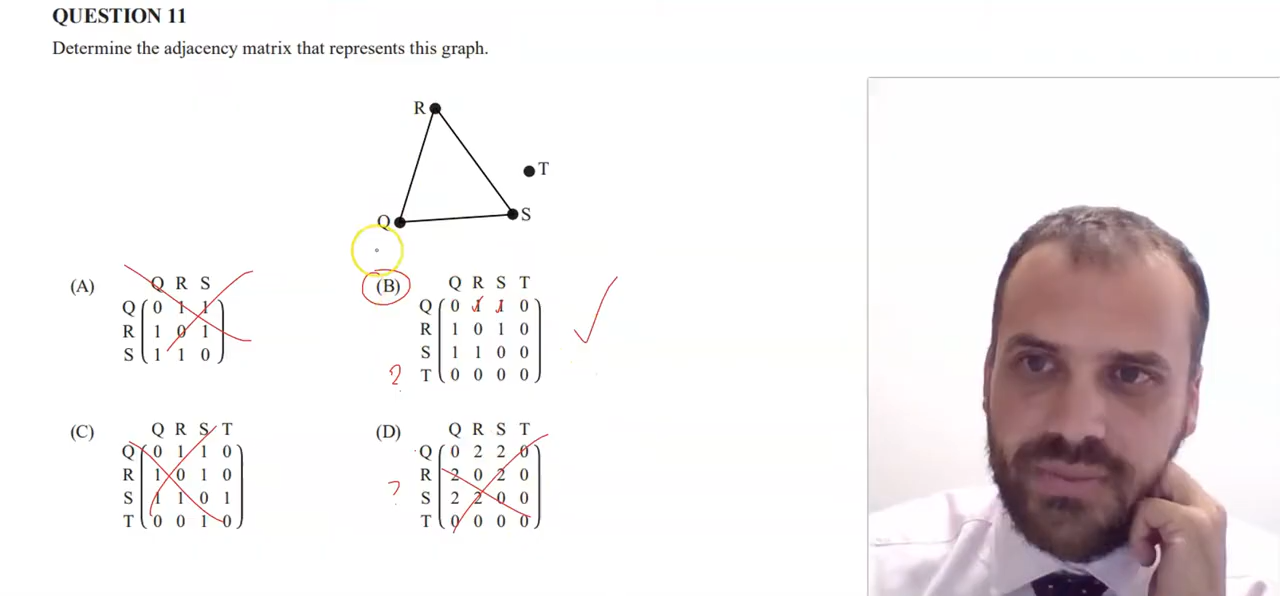 QUESTION 11
Determine the adjacency matrix that represents this graph.
R
T
Q
S
(A)
Q R S
Q 0 1 1
R 1 0 1
S 1 1 0
(B)
Q R S T
Q 0 1 1 0
R 1 0 1 0
S 1 1 0 0
? T 0 0 0 0
(C)
Q R S T
Q 0 1 1 0
R 1 0 1 0
S 1 1 0 1
T 0 0 1 0
(D)
Q R S T
Q 0 2 2 0
R 2 0 2 0
? S 2 2 0 0
T 0 0 0 0